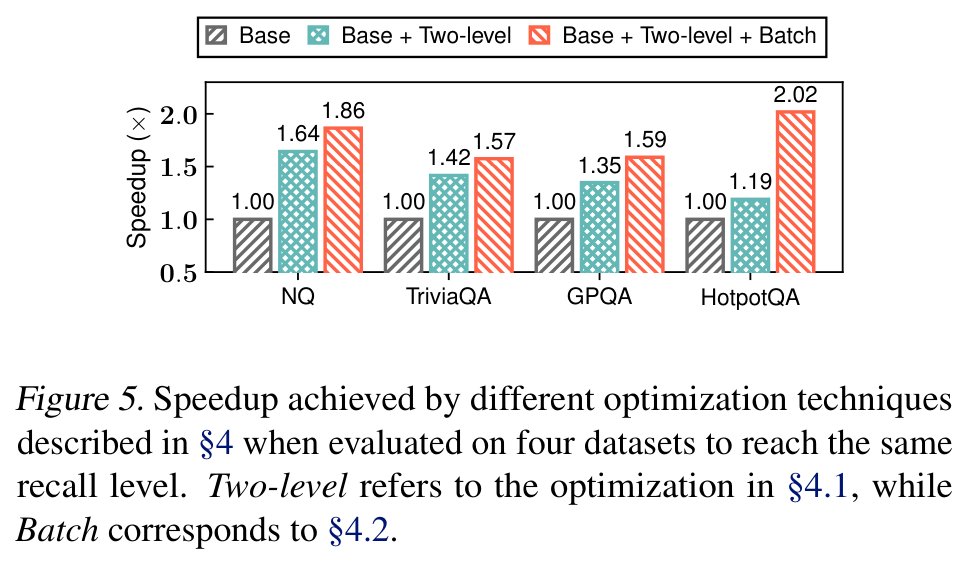 Base Base + Two-level Base + Two-level + Batch
Speedup (×)
2.0
1.5
1.0
0.5
1.00 1.64 1.86
1.00 1.42 1.57
1.00 1.35 1.59
1.00 1.19 2.02
NQ TriviaQA GPQA HotpotQA
Figure 5. Speedup achieved by different optimization techniques
described in §4 when evaluated on four datasets to reach the same
recall level. Two-level refers to the optimization in §4.1, while
Batch corresponds to §4.2.